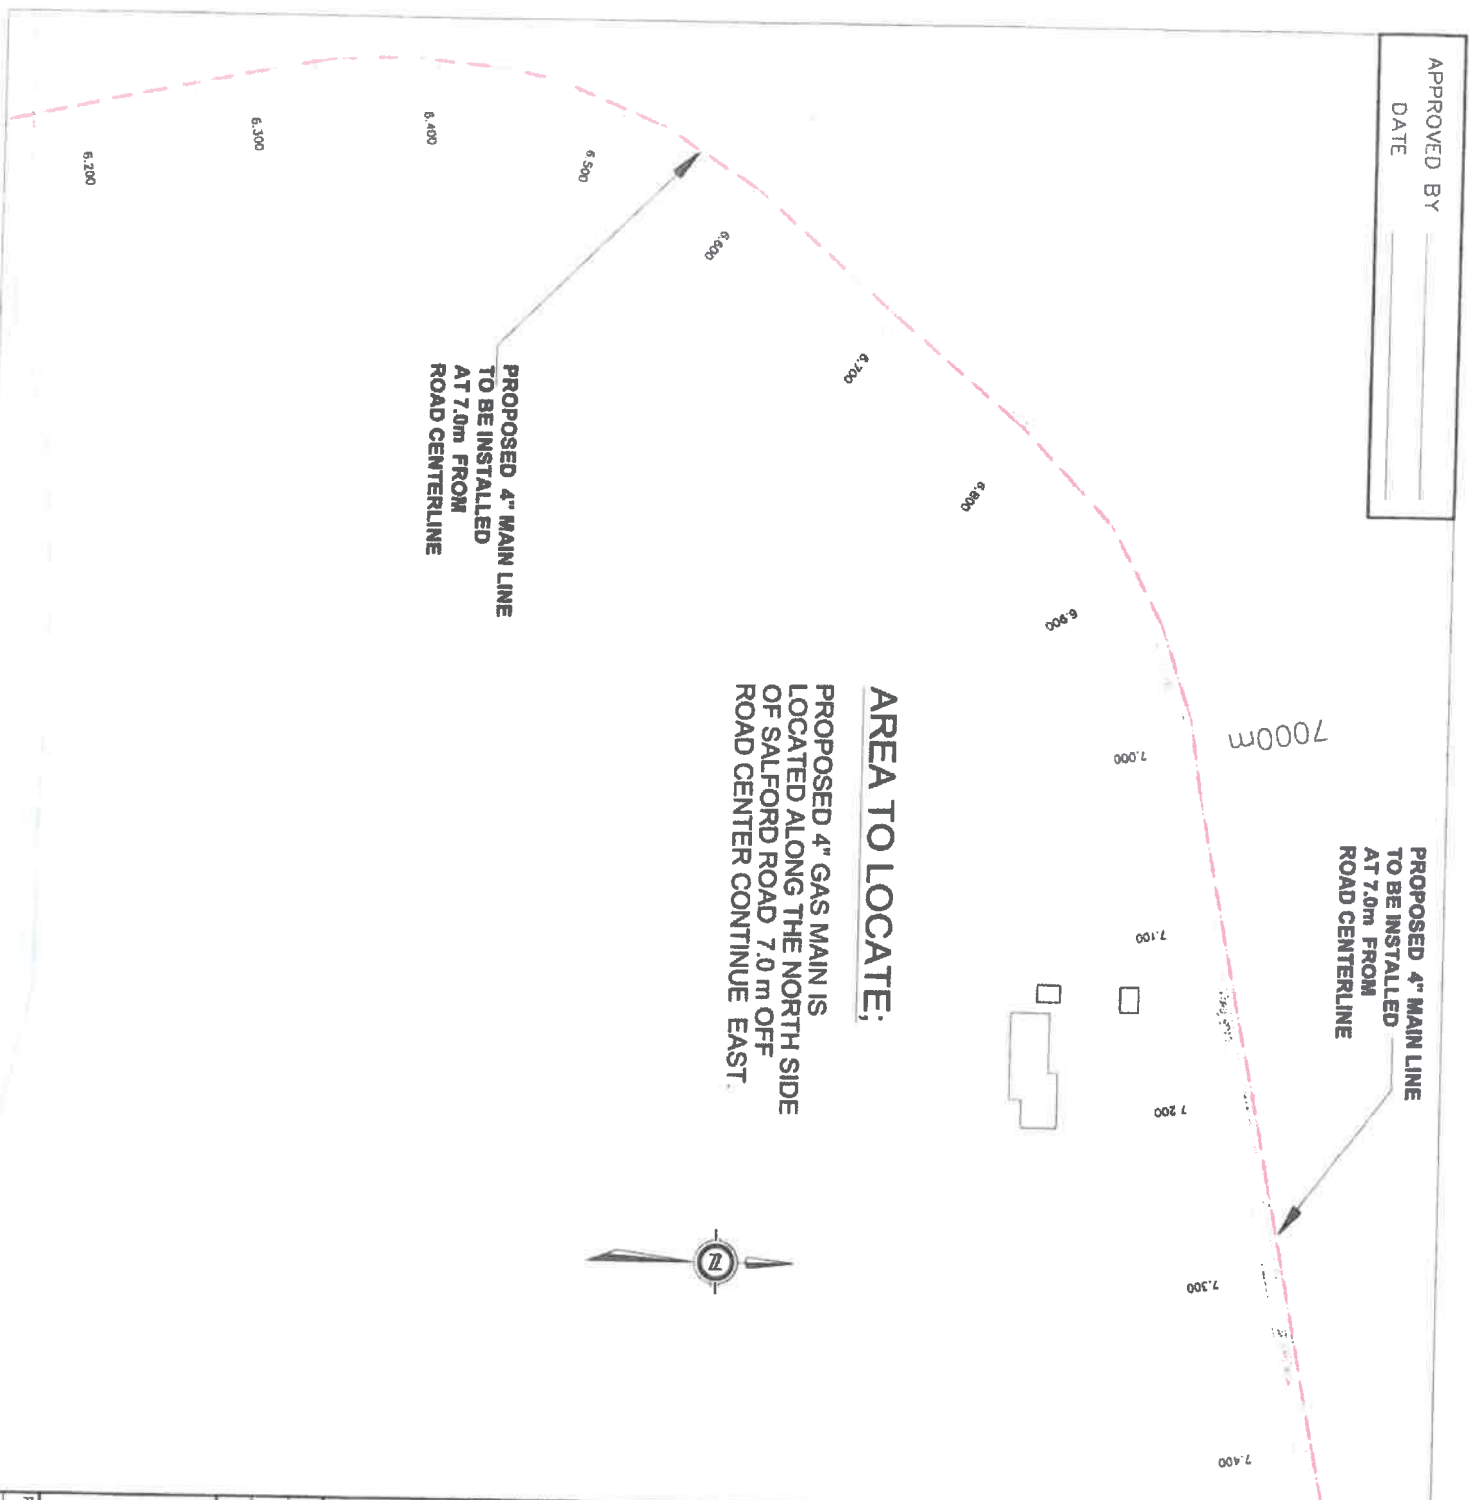 APPROVED BY
DATE
PROPOSED 4" MAIN LINE
TO BE INSTALLED
AT 7.0m FROM
ROAD CENTERLINE
7000m
AREA TO LOCATE;
PROPOSED 4" GAS MAIN IS
LOCATED ALONG THE NORTH SIDE
OF SALFORD ROAD 7.0 m OFF
ROAD CENTER CONTINUE EAST.
PROPOSED 4" MAIN LINE
TO BE INSTALLED
AT 7.0m FROM
ROAD CENTERLINE
6.200
6.300
6.400
6.500
6.600
6.700
6.800
6.900
7.000
7.100
7.200
7.300
7.400
N